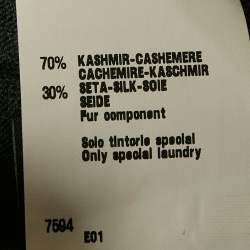 70% KASHMIR-CASHEMERE
CACHEMIRE-KASCHMIR
30% SETA-SILK-SOIE
SEIDE
Fur component
Solo tintorie special
Only special laundry
7594
E01